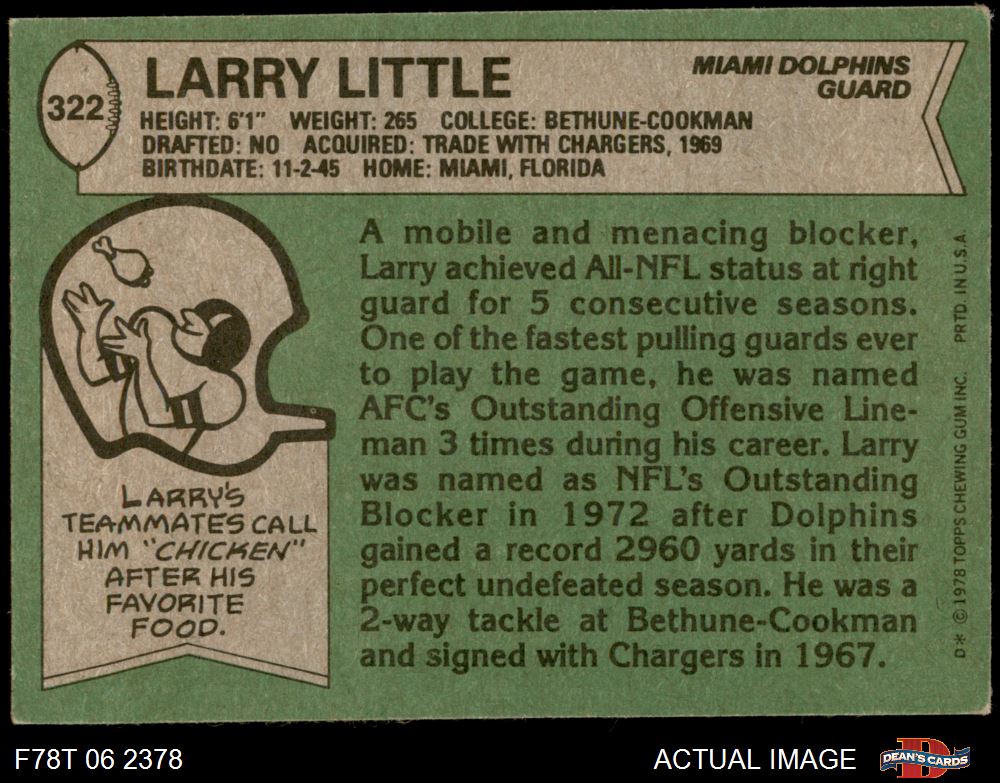 322
LARRY LITTLE
MIAMI DOLPHINS
GUARD
HEIGHT: 6'1" WEIGHT: 265 COLLEGE: BETHUNE-COOKMAN
DRAFTED: NO ACQUIRED: TRADE WITH CHARGERS, 1969
BIRTHDATE: 11-2-45 HOME: MIAMI, FLORIDA
LARRY'S
TEAMMATES CALL
HIM "CHICKEN"
AFTER HIS
FAVORITE
FOOD.
A mobile and menacing blocker,
Larry achieved All-NFL status at right
guard for 5 consecutive seasons.
One of the fastest pulling guards ever
to play the game, he was named
AFC's Outstanding Offensive Line-
man 3 times during his career. Larry
was named as NFL's Outstanding
Blocker in 1972 after Dolphins
gained a record 2960 yards in their
perfect undefeated season. He was a
2-way tackle at Bethune-Cookman
and signed with Chargers in 1967.
D* © 1978 TOPPS CHEWING GUM INC. PRTD. IN U.S.A.
F78T 06 2378
ACTUAL IMAGE
D
DEAN'S CARDS